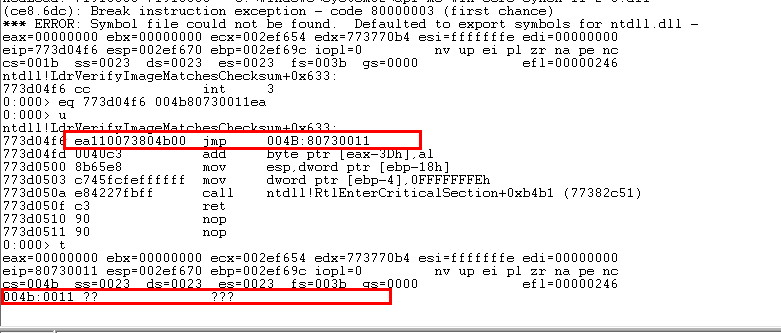 (ce8.6dc): Break instruction exception - code 80000003 (first chance)
*** ERROR: Symbol file could not be found.  Defaulted to export symbols for ntdll.dll -
eax=00000000 ebx=00000000 ecx=002ef654 edx=773770b4 esi=fffffffe edi=00000000
eip=773d04f6 esp=002ef670 ebp=002ef69c iopl=0         nv up ei pl zr na pe nc
cs=001b  ss=0023  ds=0023  es=0023  fs=003b  gs=0000             efl=00000246
ntdll!LdrVerifyImageMatchesChecksum+0x633:
773d04f6 cc              int     3
0:000> eq 773d04f6 004b80730011ea
0:000> u
ntdll!LdrVerifyImageMatchesChecksum+0x633:
773d04f6 ea110073804b00  jmp     004B:80730011
773d04fd 0040c3          add     byte ptr [eax-3Dh],al
773d0500 8b65e8          mov     esp,dword ptr [ebp-18h]
773d0503 c745fcfeffffff  mov     dword ptr [ebp-4],0FFFFFFFEh
773d050a e84227fbff      call    ntdll!RtlEnterCriticalSection+0xb4b1 (77382c51)
773d050f c3              ret
773d0510 90              nop
773d0511 90              nop
0:000> t
eax=00000000 ebx=00000000 ecx=002ef654 edx=773770b4 esi=fffffffe edi=00000000
eip=80730011 esp=002ef670 ebp=002ef69c iopl=0         nv up ei pl zr na pe nc
cs=004b  ss=0023  ds=0023  es=0023  fs=003b  gs=0000             efl=00000246
004b:0011 ??              ???